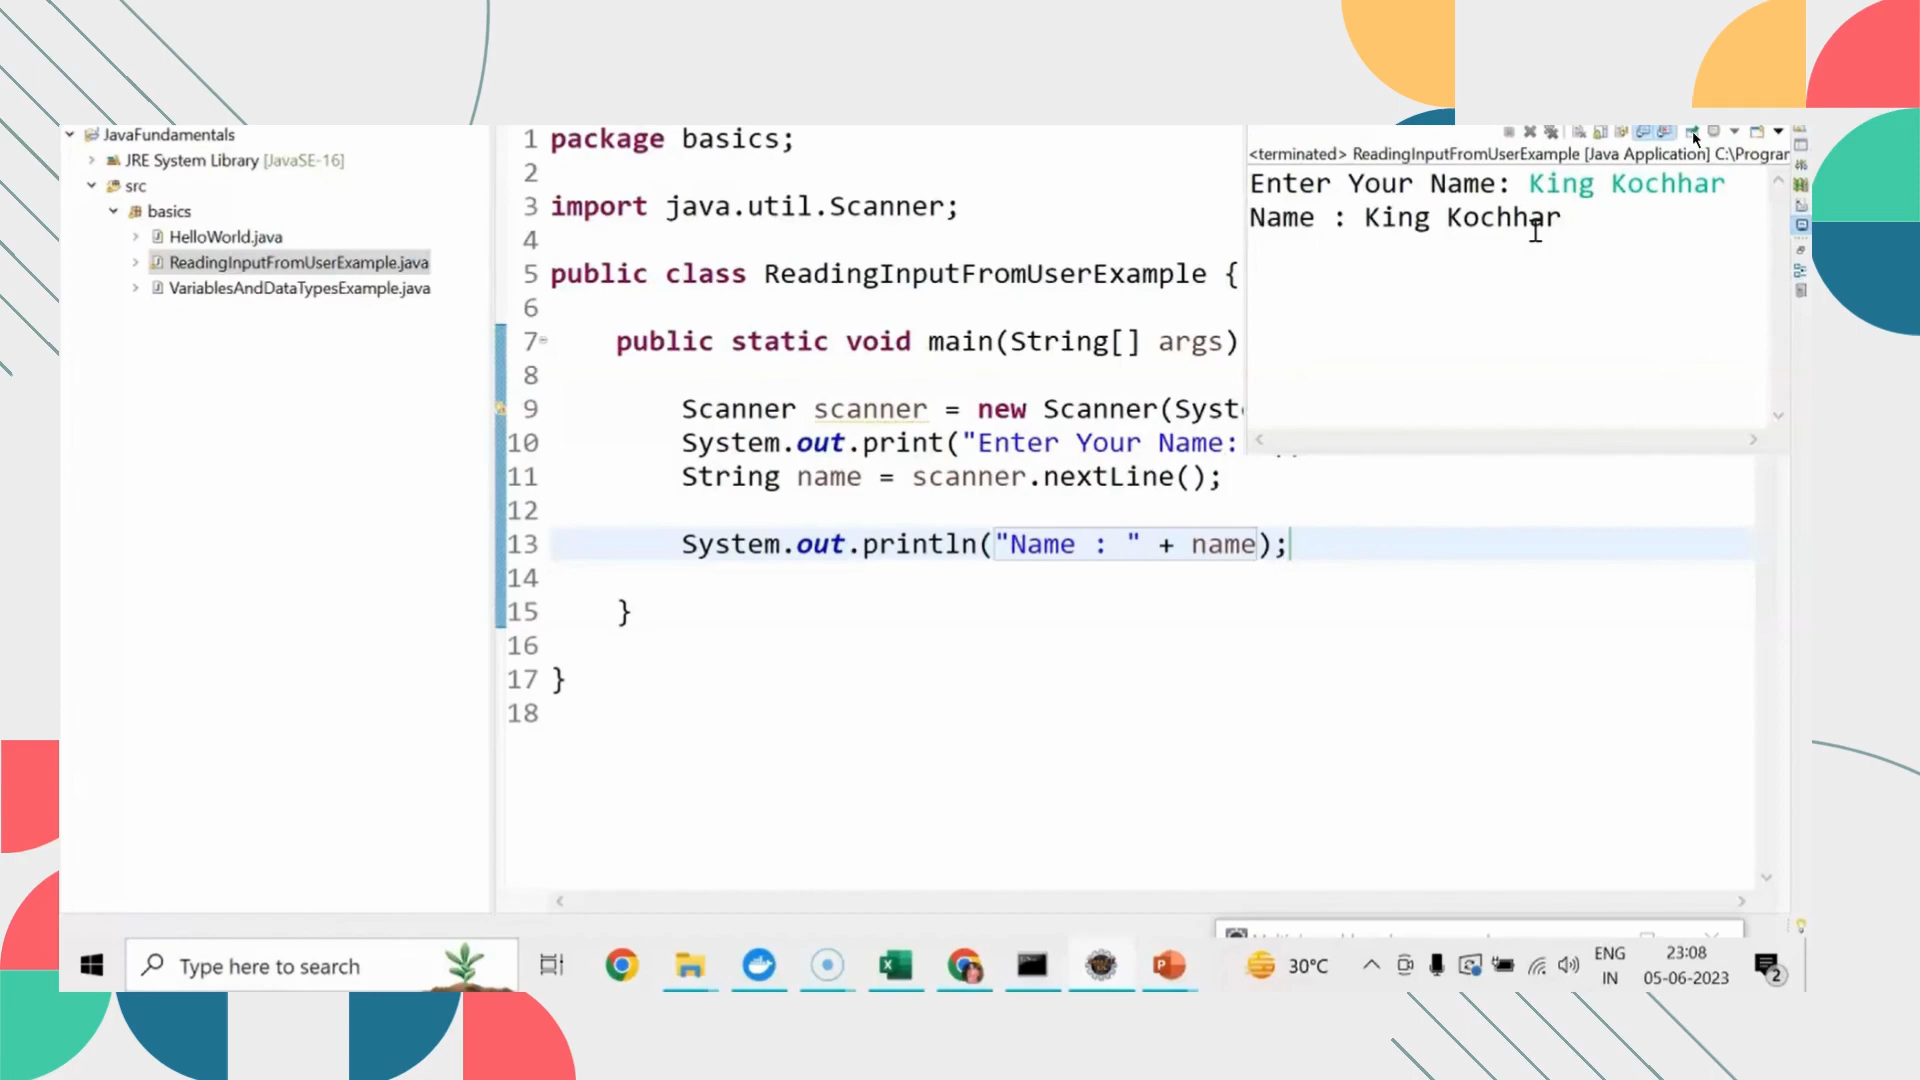 JavaFundamentals
JRE System Library [JavaSE-16]
src
basics
HelloWorld.java
ReadingInputFromUserExample.java
VariablesAndDataTypesExample.java
1 package basics;
2
3 import java.util.Scanner;
4
5 public class ReadingInputFromUserExample {
6
7 public static void main(String[] args)
8
9 Scanner scanner = new Scanner(Syst
10 System.out.print("Enter Your Name:
11 String name = scanner.nextLine();
12
13 System.out.println("Name : " + name);
14
15 }
16
17 }
18
<terminated> ReadingInputFromUserExample [Java Application] C:\Progran
Enter Your Name: King Kochhar
Name : King Kochhar
Type here to search
30°C
ENG
IN
23:08
05-06-2023
2